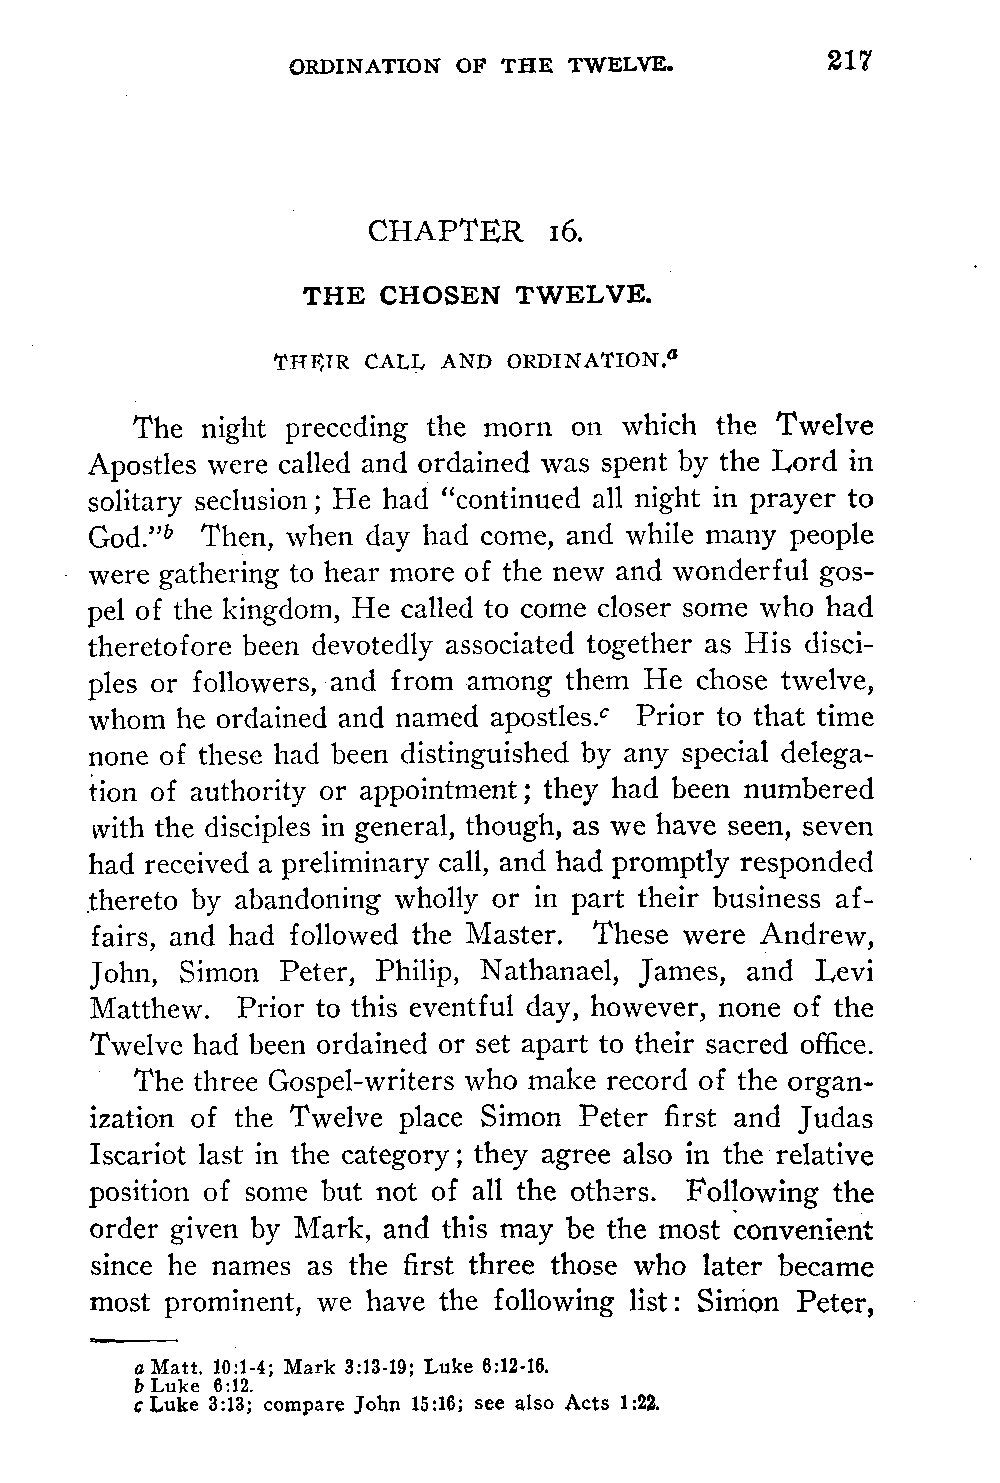 ORDINATION OF THE TWELVE. 217
CHAPTER 16.
THE CHOSEN TWELVE.
THEIR CALL AND ORDINATION.a
The night preceding the morn on which the Twelve
Apostles were called and ordained was spent by the Lord in
solitary seclusion; He had "continued all night in prayer to
God."b Then, when day had come, and while many people
were gathering to hear more of the new and wonderful gos-
pel of the kingdom, He called to come closer some who had
theretofore been devotedly associated together as His disci-
ples or followers, and from among them He chose twelve,
whom he ordained and named apostles.c Prior to that time
none of these had been distinguished by any special delega-
tion of authority or appointment; they had been numbered
with the disciples in general, though, as we have seen, seven
had received a preliminary call, and had promptly responded
thereto by abandoning wholly or in part their business af-
fairs, and had followed the Master. These were Andrew,
John, Simon Peter, Philip, Nathanael, James, and Levi
Matthew. Prior to this eventful day, however, none of the
Twelve had been ordained or set apart to their sacred office.
The three Gospel-writers who make record of the organ-
ization of the Twelve place Simon Peter first and Judas
Iscariot last in the category; they agree also in the relative
position of some but not of all the others. Following the
order given by Mark, and this may be the most convenient
since he names as the first three those who later became
most prominent, we have the following list: Simon Peter,
a Matt. 10:1-4; Mark 3:13-19; Luke 6:12-16.
b Luke 6:12.
c Luke 3:13; compare John 15:16; see also Acts 1:22.